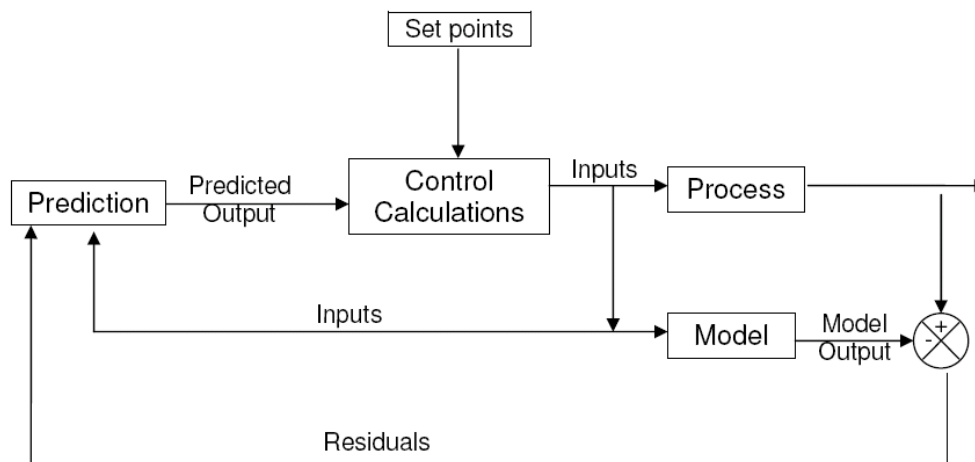 Set points
Control
Calculations
Inputs
Process
Prediction
Predicted
Output
Inputs
Model
Model
Output
+
-
Residuals